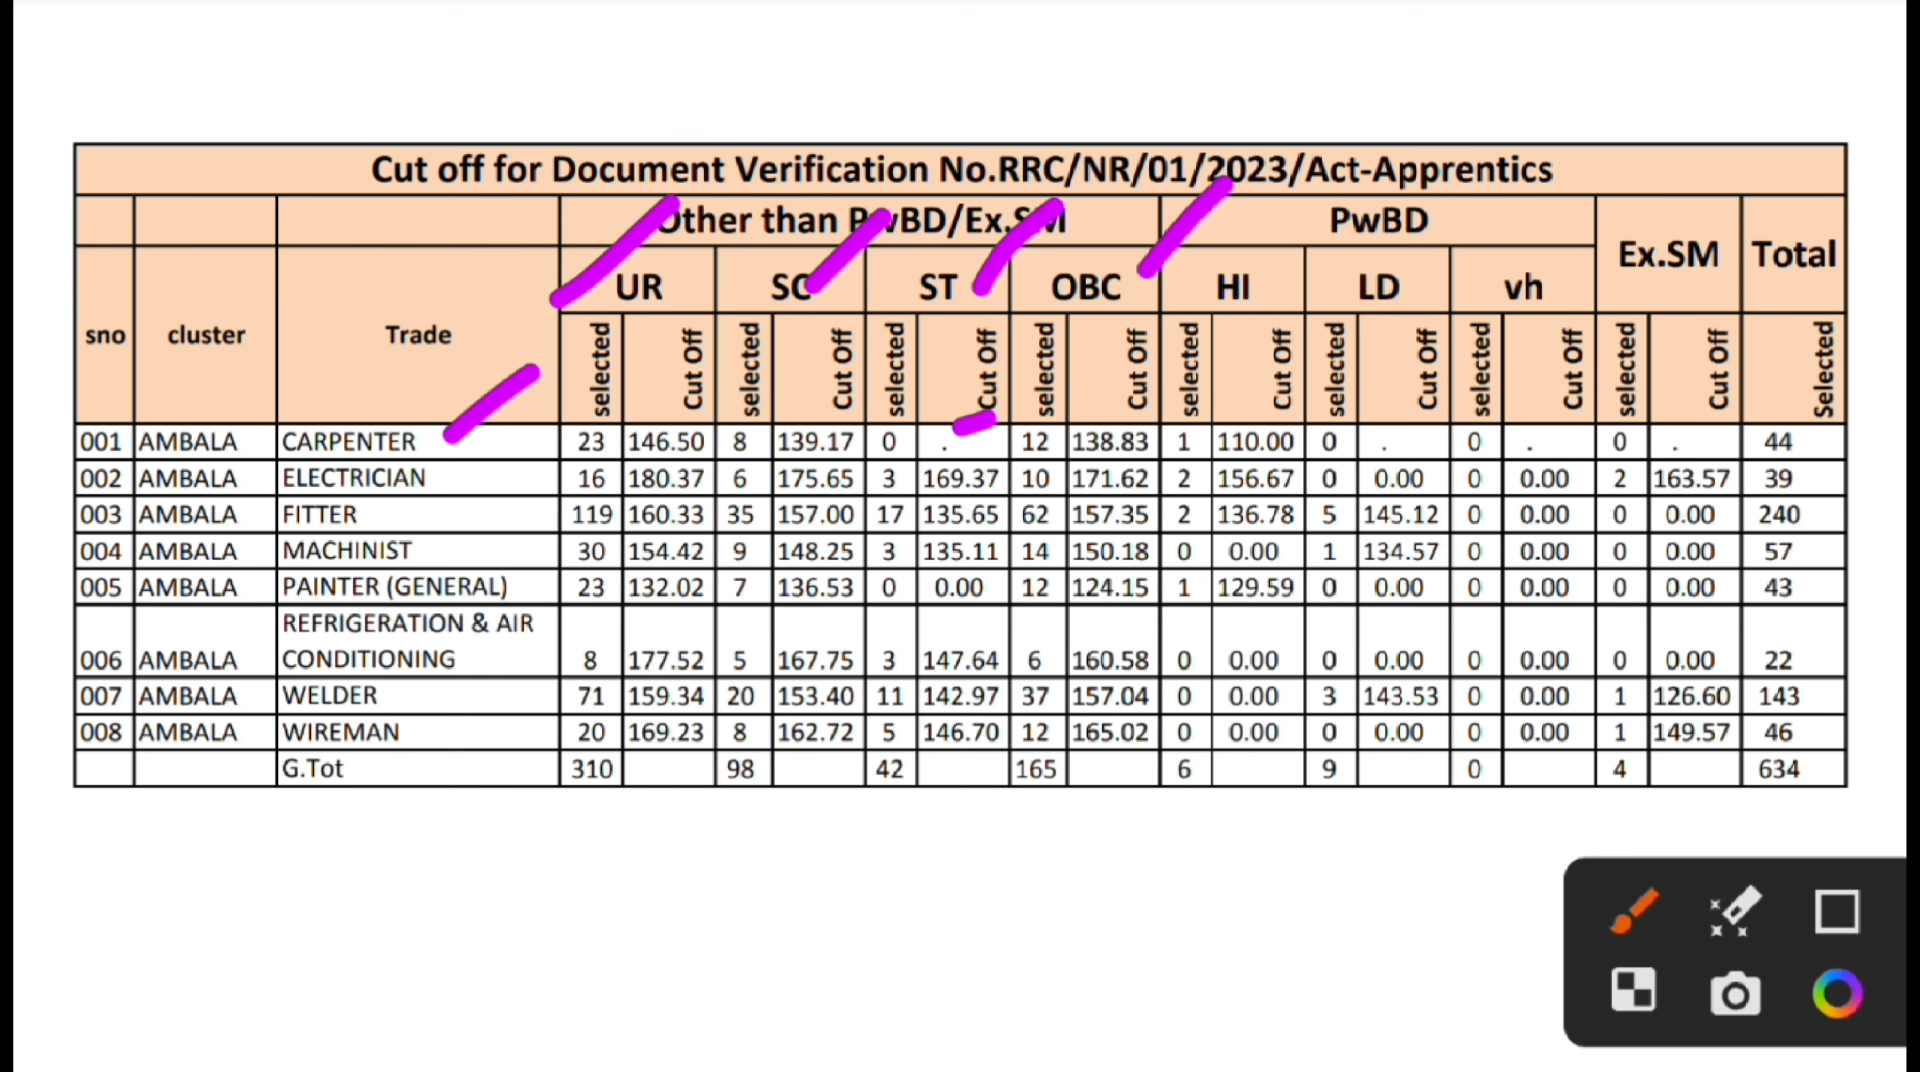 Cut off for Document Verification No.RRC/NR/01/2023/Act-Apprentics
Other than PwBD/Ex.SM PwBD Ex.SM Total
UR SC ST OBC HI LD vh
sno cluster Trade selected Cut Off selected Cut Off selected Cut Off selected Cut Off selected Cut Off selected Cut Off selected Cut Off selected Cut Off Selected
001 AMBALA CARPENTER 23 146.50 8 139.17 0 . 12 138.83 1 110.00 0 . 0 . 0 . 44
002 AMBALA ELECTRICIAN 16 180.37 6 175.65 3 169.37 10 171.62 2 156.67 0 0.00 0 0.00 2 163.57 39
003 AMBALA FITTER 119 160.33 35 157.00 17 135.65 62 157.35 2 136.78 5 145.12 0 0.00 0 0.00 240
004 AMBALA MACHINIST 30 154.42 9 148.25 3 135.11 14 150.18 0 0.00 1 134.57 0 0.00 0 0.00 57
005 AMBALA PAINTER (GENERAL) 23 132.02 7 136.53 0 0.00 12 124.15 1 129.59 0 0.00 0 0.00 0 0.00 43
REFRIGERATION & AIR
006 AMBALA CONDITIONING 8 177.52 5 167.75 3 147.64 6 160.58 0 0.00 0 0.00 0 0.00 0 0.00 22
007 AMBALA WELDER 71 159.34 20 153.40 11 142.97 37 157.04 0 0.00 3 143.53 0 0.00 1 126.60 143
008 AMBALA WIREMAN 20 169.23 8 162.72 5 146.70 12 165.02 0 0.00 0 0.00 0 0.00 1 149.57 46
G.Tot 310 98 42 165 6 9 0 4 634